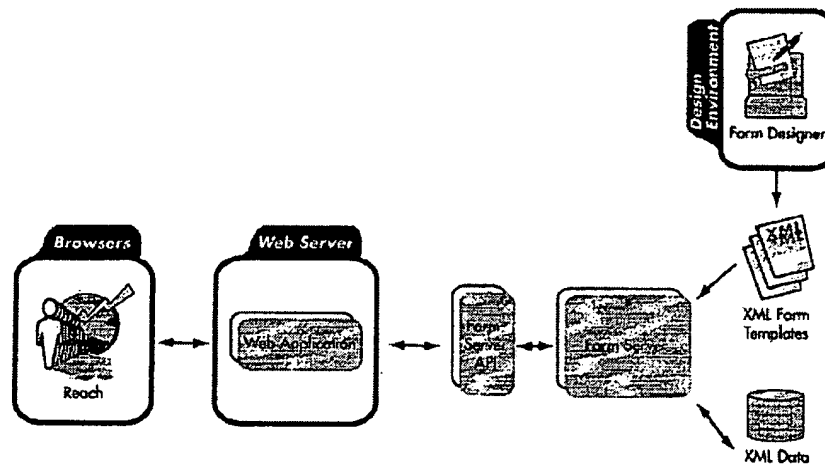 Design
Environment
Form Designer
Browsers
Reach
Web Server
Web Application
Form
Server
API
Form Server
XML
XML Form
Templates
XML Data